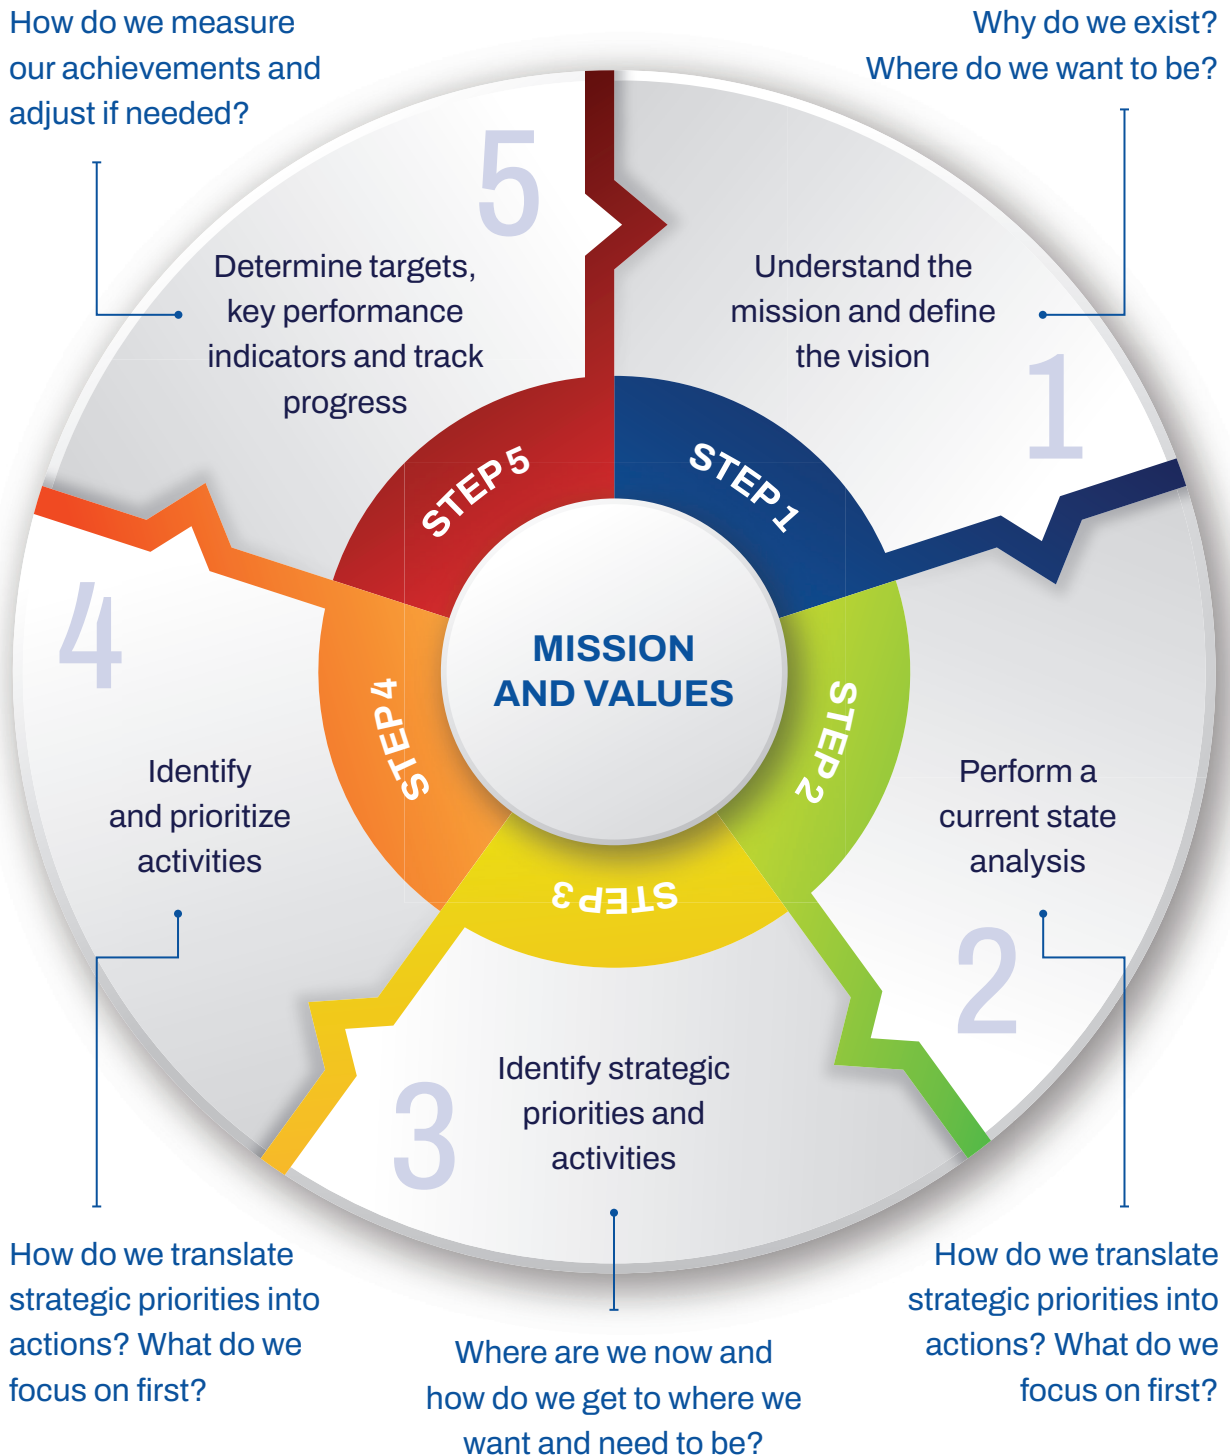 How do we measure
our achievements and
adjust if needed?
Why do we exist?
Where do we want to be?
5
Determine targets,
key performance
indicators and track
progress
Understand the
mission and define
the vision
1
STEP 5
STEP 1
4
MISSION
AND VALUES
STEP 4
STEP 2
Identify
and prioritize
activities
Perform a
current state
analysis
STEP 3
2
3
Identify strategic
priorities and
activities
How do we translate
strategic priorities into
actions? What do we
focus on first?
Where are we now and
how do we get to where we
want and need to be?
How do we translate
strategic priorities into
actions? What do we
focus on first?